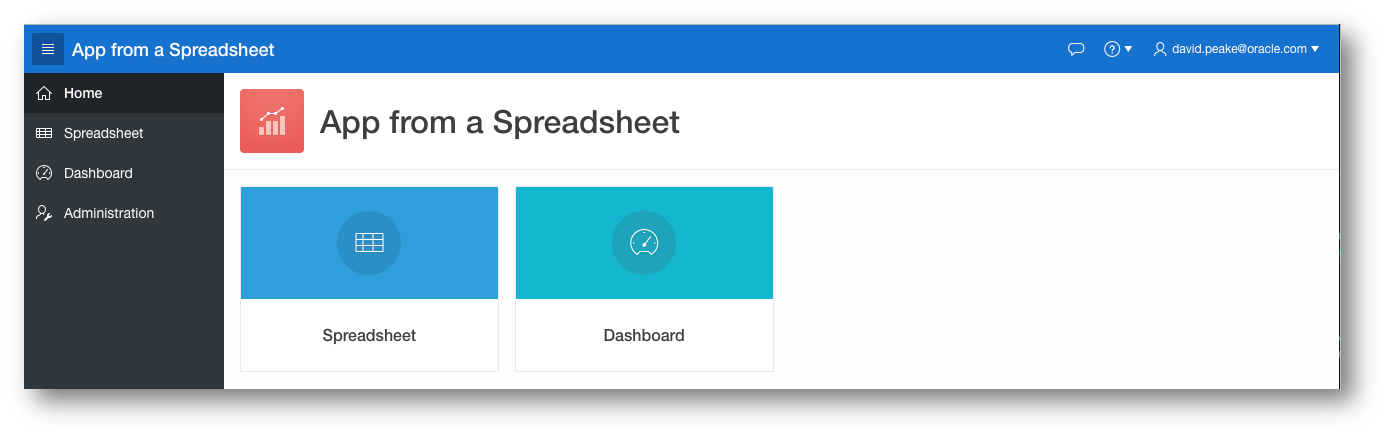 App from a Spreadsheet
david.peake@oracle.com
Home
Spreadsheet
Dashboard
Administration
App from a Spreadsheet
Spreadsheet
Dashboard